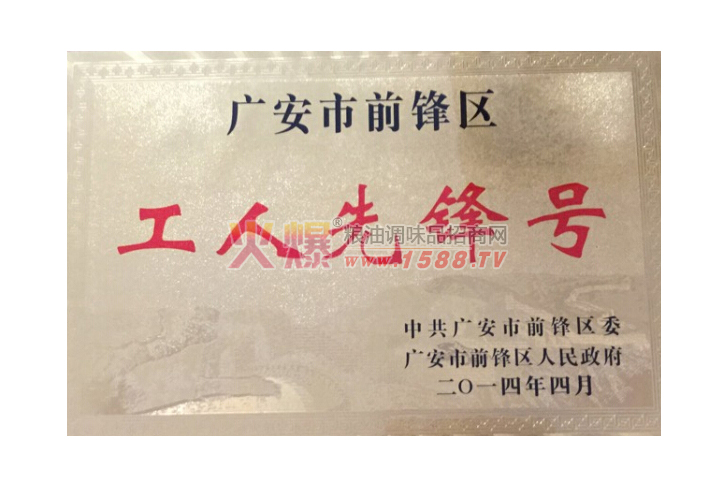 广安市前锋区
工人先锋号
火爆®粮油调味品招商网
www.1588.TV
中共广安市前锋区委
广安市前锋区人民政府
二〇一四年四月